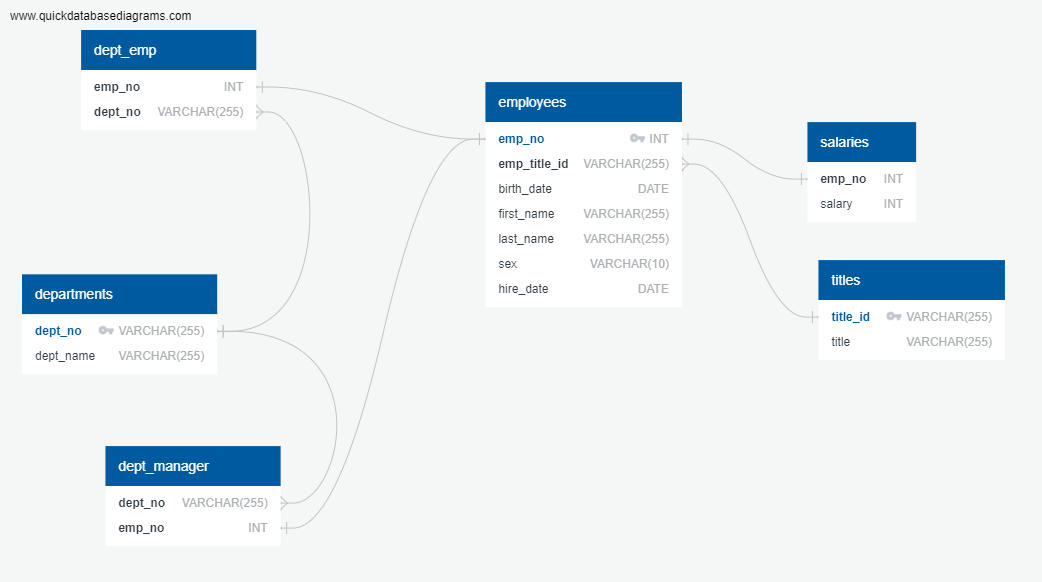 www.quickdatabasediagrams.com
dept_emp
emp_no INT
dept_no VARCHAR(255)
employees
emp_no INT
emp_title_id VARCHAR(255)
birth_date DATE
first_name VARCHAR(255)
last_name VARCHAR(255)
sex VARCHAR(10)
hire_date DATE
salaries
emp_no INT
salary INT
titles
title_id VARCHAR(255)
title VARCHAR(255)
departments
dept_no VARCHAR(255)
dept_name VARCHAR(255)
dept_manager
dept_no VARCHAR(255)
emp_no INT